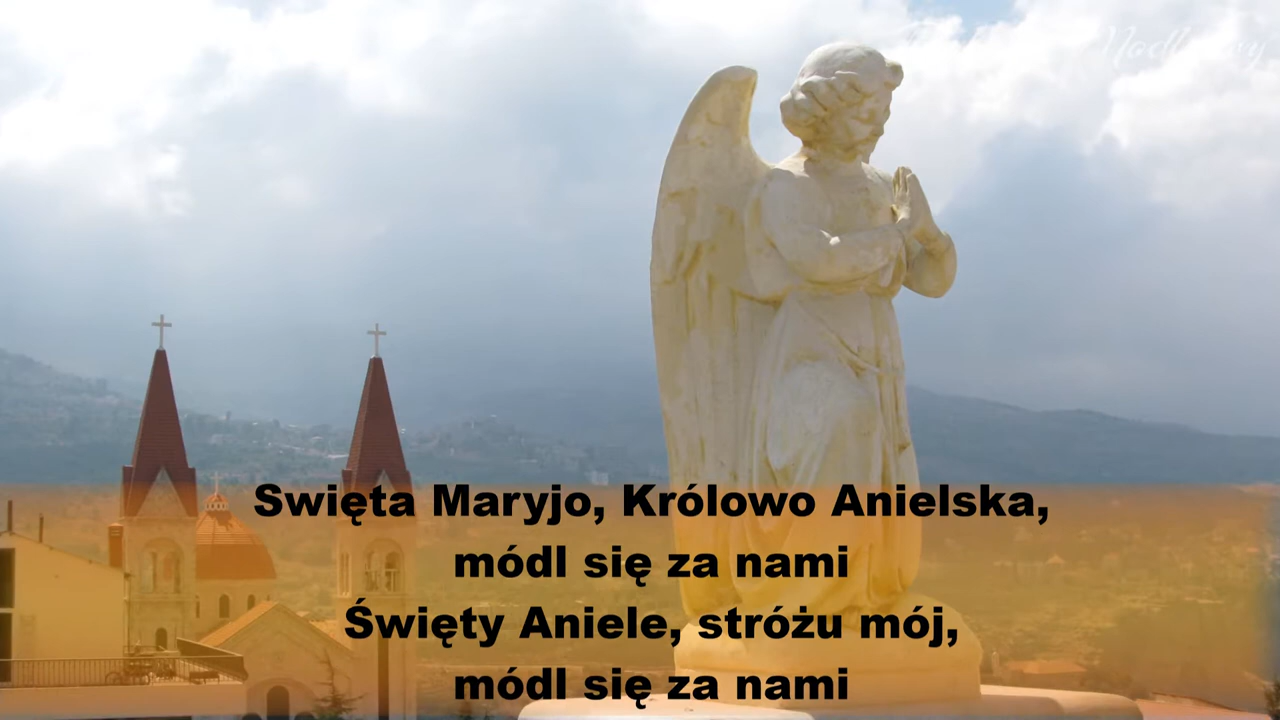 Swięta Maryjo, Królowo Anielska,
módl się za nami
Święty Aniele, stróżu mój,
módl się za nami